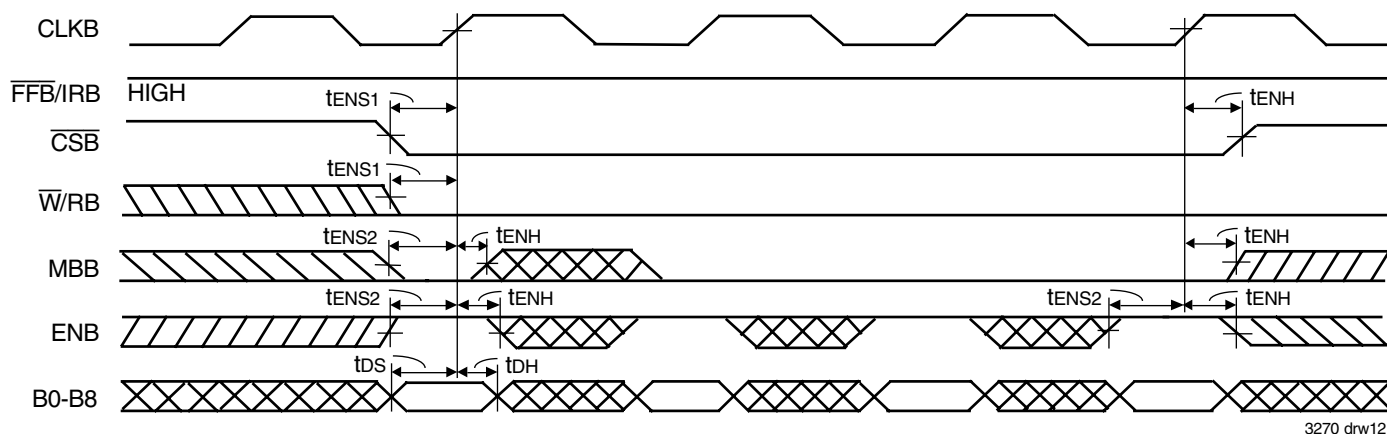 CLKB
FFB/IRB HIGH
tENS1 tENH
CSB
tENS1
W/RB
tENS2 tENH tENH
MBB
tENS2 tENH tENS2 tENH
ENB
tDS tDH
B0-B8
3270 drw12